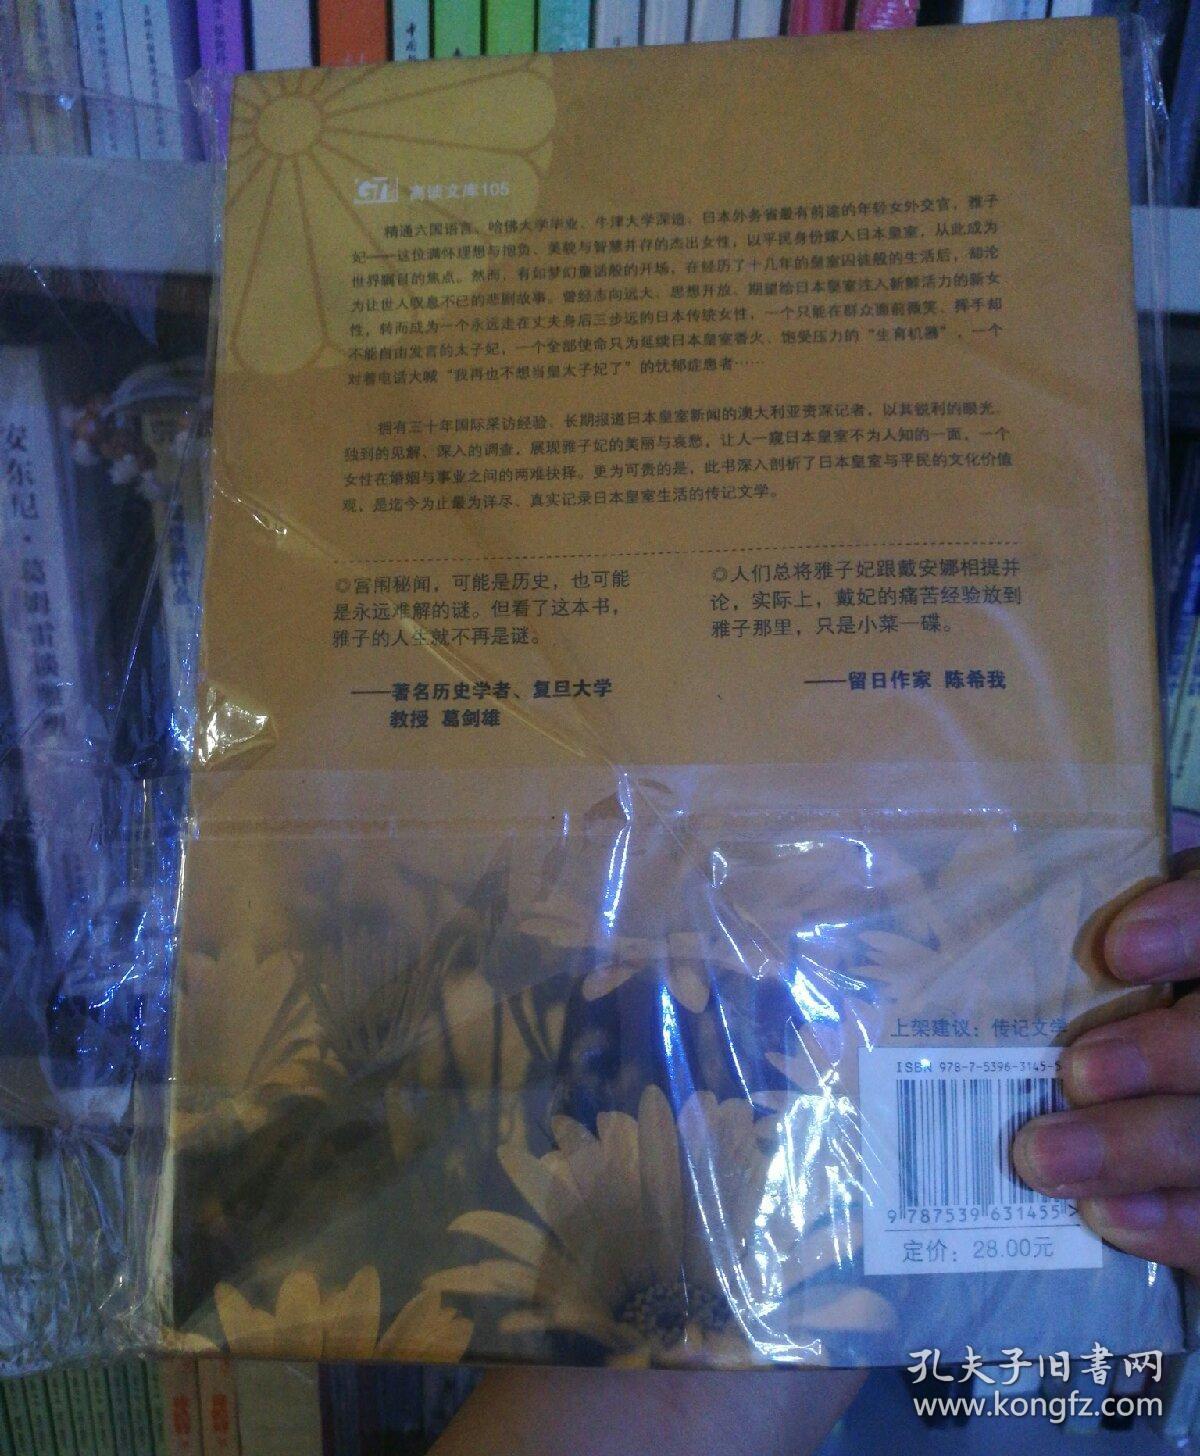 GT 高谈文库105
精通六国语言、哈佛大学毕业、牛津大学深造、日本外务省最有前途的年轻女外交官，雅子
妃——这位满怀理想与抱负、美貌与智慧并存的杰出女性，以平民身份嫁入日本皇室，从此成为
世界瞩目的焦点。然而，有如梦幻童话般的开场，在经历了十几年的皇室囚徒般的生活后，却沦
为让世人叹息不已的悲剧故事。曾经志向远大、思想开放、期望给日本皇室注入新鲜活力的新女
性，转而成为一个永远走在丈夫身后三步远的日本传统女性，一个只能在群众面前微笑、挥手却
不能自由发言的太子妃，一个全部使命只为延续日本皇室香火、饱受压力的“生育机器”，一个
对着电话大喊“我再也不想当皇太子妃了”的忧郁症患者……
拥有三十年国际采访经验、长期报道日本皇室新闻的澳大利亚资深记者，以其锐利的眼光、
独到的见解、深入的调查，展现雅子妃的美丽与哀愁，让人一窥日本皇室不为人知的一面，一个
女性在婚姻与事业之间的两难抉择。更为可贵的是，此书深入剖析了日本皇室与平民的文化价值
观，是迄今为止最为详尽、真实记录日本皇室生活的传记文学。
◎宫闱秘闻，可能是历史，也可能
是永远难解的谜。但看了这本书，
雅子的人生就不再是谜。
——著名历史学者、复旦大学
教授 葛剑雄
◎人们总将雅子妃跟戴安娜相提并
论，实际上，戴妃的痛苦经验放到
雅子那里，只是小菜一碟。
——留日作家 陈希我
上架建议：传记文学
ISBN 978-7-5396-3145-5
9 787539 631455 >
定价：28.00元
孔夫子旧书网
www.kongfz.com